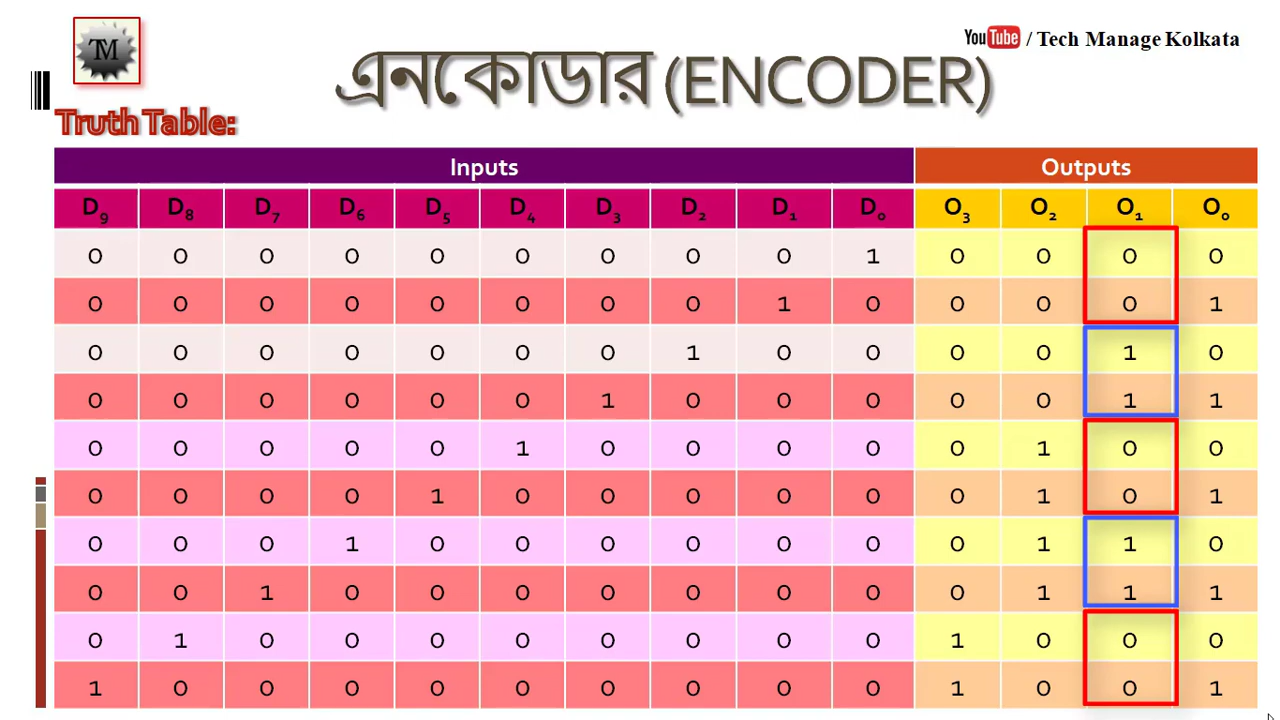 TM
YouTube / Tech Manage Kolkata
এনকোডার (ENCODER)
Truth Table:
Inputs Outputs
D₉ D₈ D₇ D₆ D₅ D₄ D₃ D₂ D₁ D₀ O₃ O₂ O₁ O₀
0 0 0 0 0 0 0 0 0 1 0 0 0 0
0 0 0 0 0 0 0 0 1 0 0 0 0 1
0 0 0 0 0 0 0 1 0 0 0 0 1 0
0 0 0 0 0 0 1 0 0 0 0 0 1 1
0 0 0 0 0 1 0 0 0 0 0 1 0 0
0 0 0 0 1 0 0 0 0 0 0 1 0 1
0 0 0 1 0 0 0 0 0 0 0 1 1 0
0 0 1 0 0 0 0 0 0 0 0 1 1 1
0 1 0 0 0 0 0 0 0 0 1 0 0 0
1 0 0 0 0 0 0 0 0 0 1 0 0 1